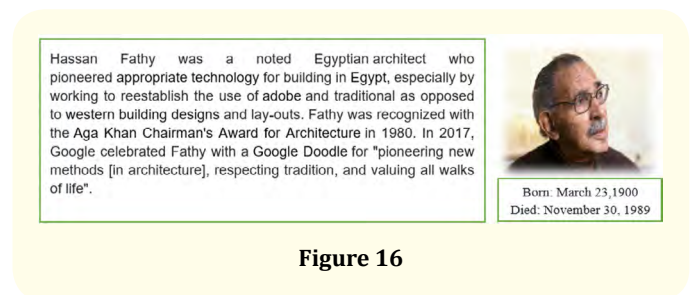 Hassan Fathy was a noted Egyptian architect who
pioneered appropriate technology for building in Egypt, especially by
working to reestablish the use of adobe and traditional as opposed
to western building designs and lay-outs. Fathy was recognized with
the Aga Khan Chairman's Award for Architecture in 1980. In 2017,
Google celebrated Fathy with a Google Doodle for "pioneering new
methods [in architecture], respecting tradition, and valuing all walks
of life".
Born: March 23,1900
Died: November 30, 1989
Figure 16